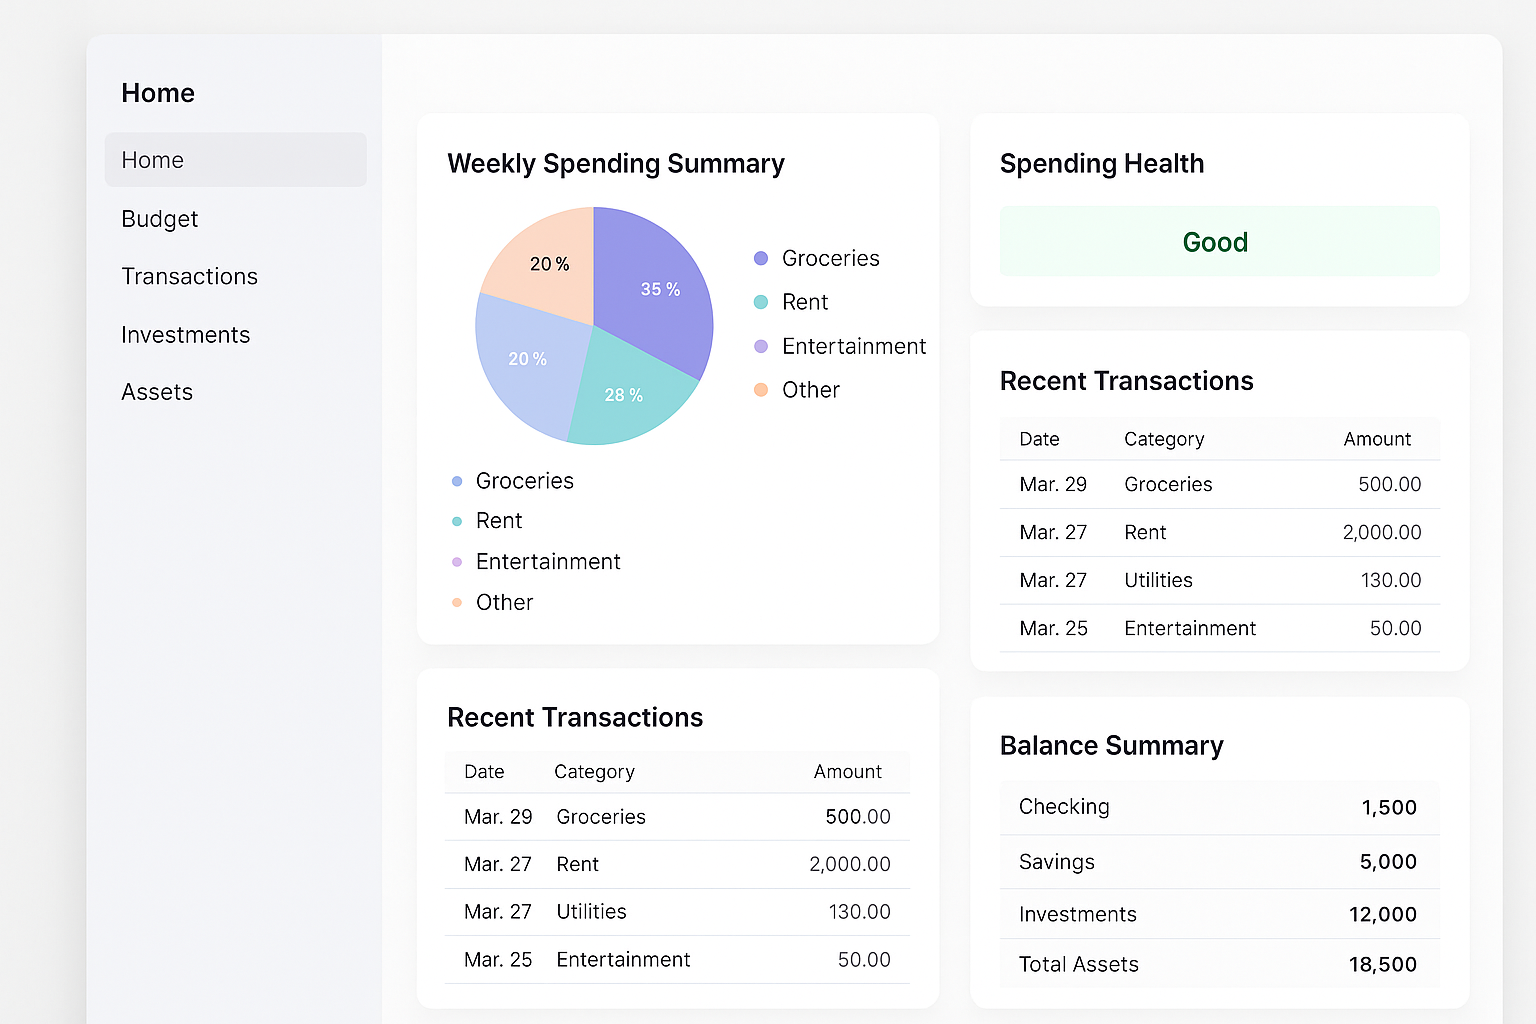 Home
Home
Budget
Transactions
Investments
Assets
Weekly Spending Summary
20 %
35 %
20 %
28 %
Groceries
Rent
Entertainment
Other
Groceries
Rent
Entertainment
Other
Recent Transactions
Date Category Amount
Mar. 29 Groceries 500.00
Mar. 27 Rent 2,000.00
Mar. 27 Utilities 130.00
Mar. 25 Entertainment 50.00
Spending Health
Good
Recent Transactions
Date Category Amount
Mar. 29 Groceries 500.00
Mar. 27 Rent 2,000.00
Mar. 27 Utilities 130.00
Mar. 25 Entertainment 50.00
Balance Summary
Checking 1,500
Savings 5,000
Investments 12,000
Total Assets 18,500